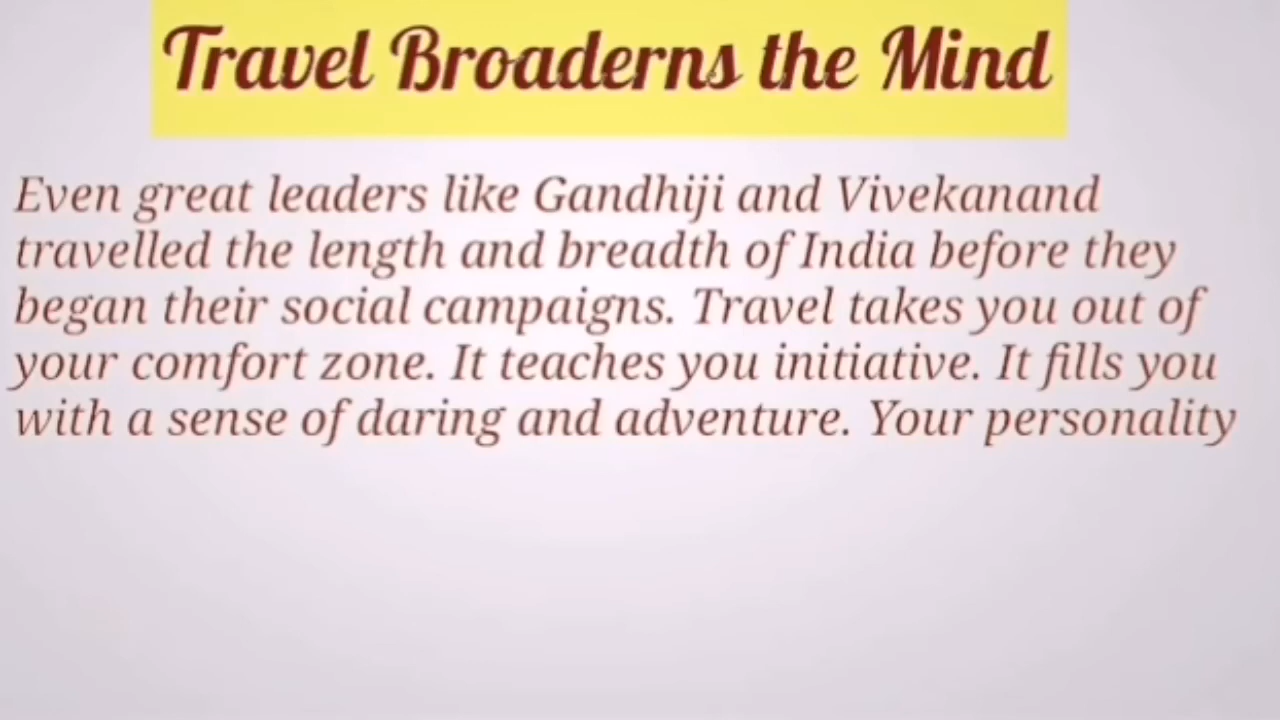 Travel Broaderns the Mind
Even great leaders like Gandhiji and Vivekanand
travelled the length and breadth of India before they
began their social campaigns. Travel takes you out of
your comfort zone. It teaches you initiative. It fills you
with a sense of daring and adventure. Your personality